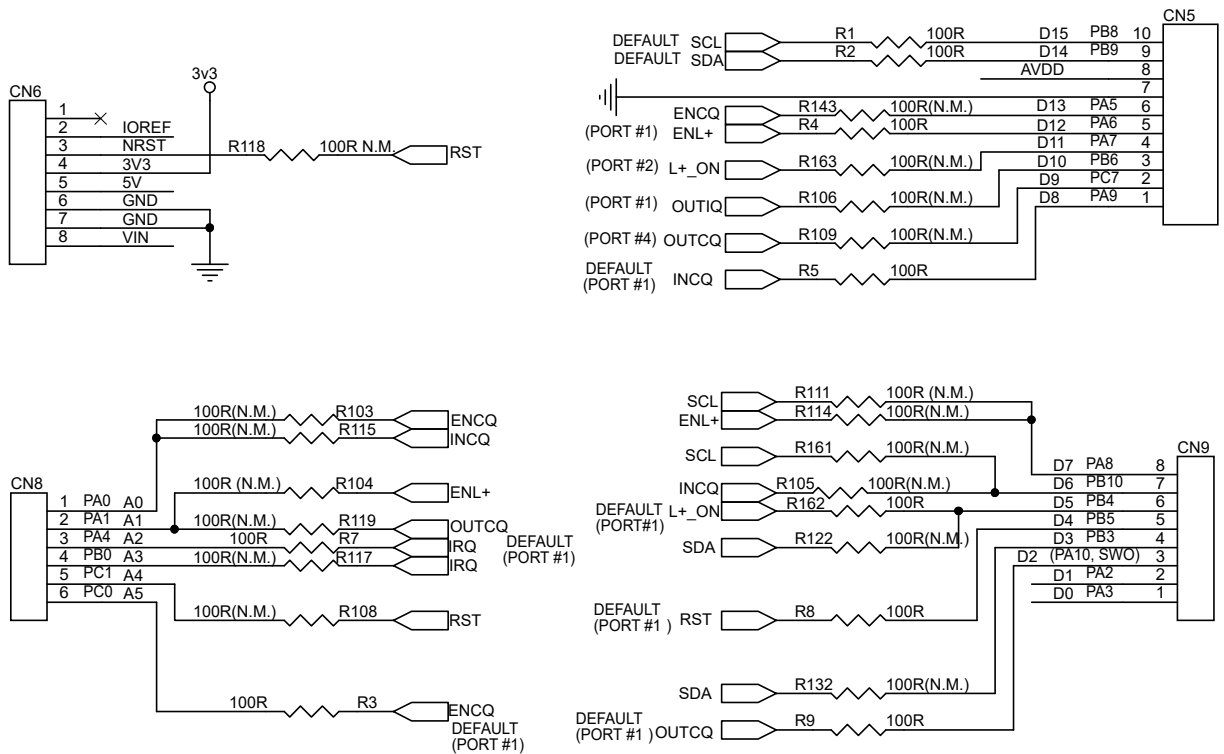 CN6
3v3
1
2 IOREF
3 NRST R118 100R N.M. RST
4 3V3
5 5V
6 GND
7 GND
8 VIN
CN5
DEFAULT SCL R1 100R D15 PB8 10
DEFAULT SDA R2 100R D14 PB9 9
AVDD 8
7
ENCQ R143 100R(N.M.) D13 PA5 6
(PORT #1) ENL+ R4 100R D12 PA6 5
D11 PA7 4
(PORT #2) L+_ON R163 100R(N.M.) D10 PB6 3
D9 PC7 2
(PORT #1) OUTIQ R106 100R(N.M.) D8 PA9 1
(PORT #4) OUTCQ R109 100R(N.M.)
DEFAULT
(PORT #1) INCQ R5 100R
CN8
100R(N.M.) R103 ENCQ
100R(N.M.) R115 INCQ
100R (N.M.) R104 ENL+
1 PA0 A0
2 PA1 A1 100R(N.M.) R119 OUTCQ
3 PA4 A2 100R R7 IRQ DEFAULT
(PORT #1)
4 PB0 A3 100R(N.M.) R117 IRQ
5 PC1 A4
6 PC0 A5
100R(N.M.) R108 RST
100R R3 ENCQ
DEFAULT
(PORT #1)
CN9
SCL R111 100R (N.M.)
ENL+ R114 100R(N.M.)
SCL R161 100R(N.M.)
D7 PA8 8
INCQ R105 100R(N.M.) D6 PB10 7
DEFAULT
(PORT#1) L+_ON R162 100R D5 PB4 6
D4 PB5 5
SDA R122 100R(N.M.) D3 PB3 4
D2 (PA10, SWO) 3
D1 PA2 2
D0 PA3 1
DEFAULT
(PORT #1 ) RST R8 100R
SDA R132 100R(N.M.)
DEFAULT
(PORT #1 ) OUTCQ R9 100R